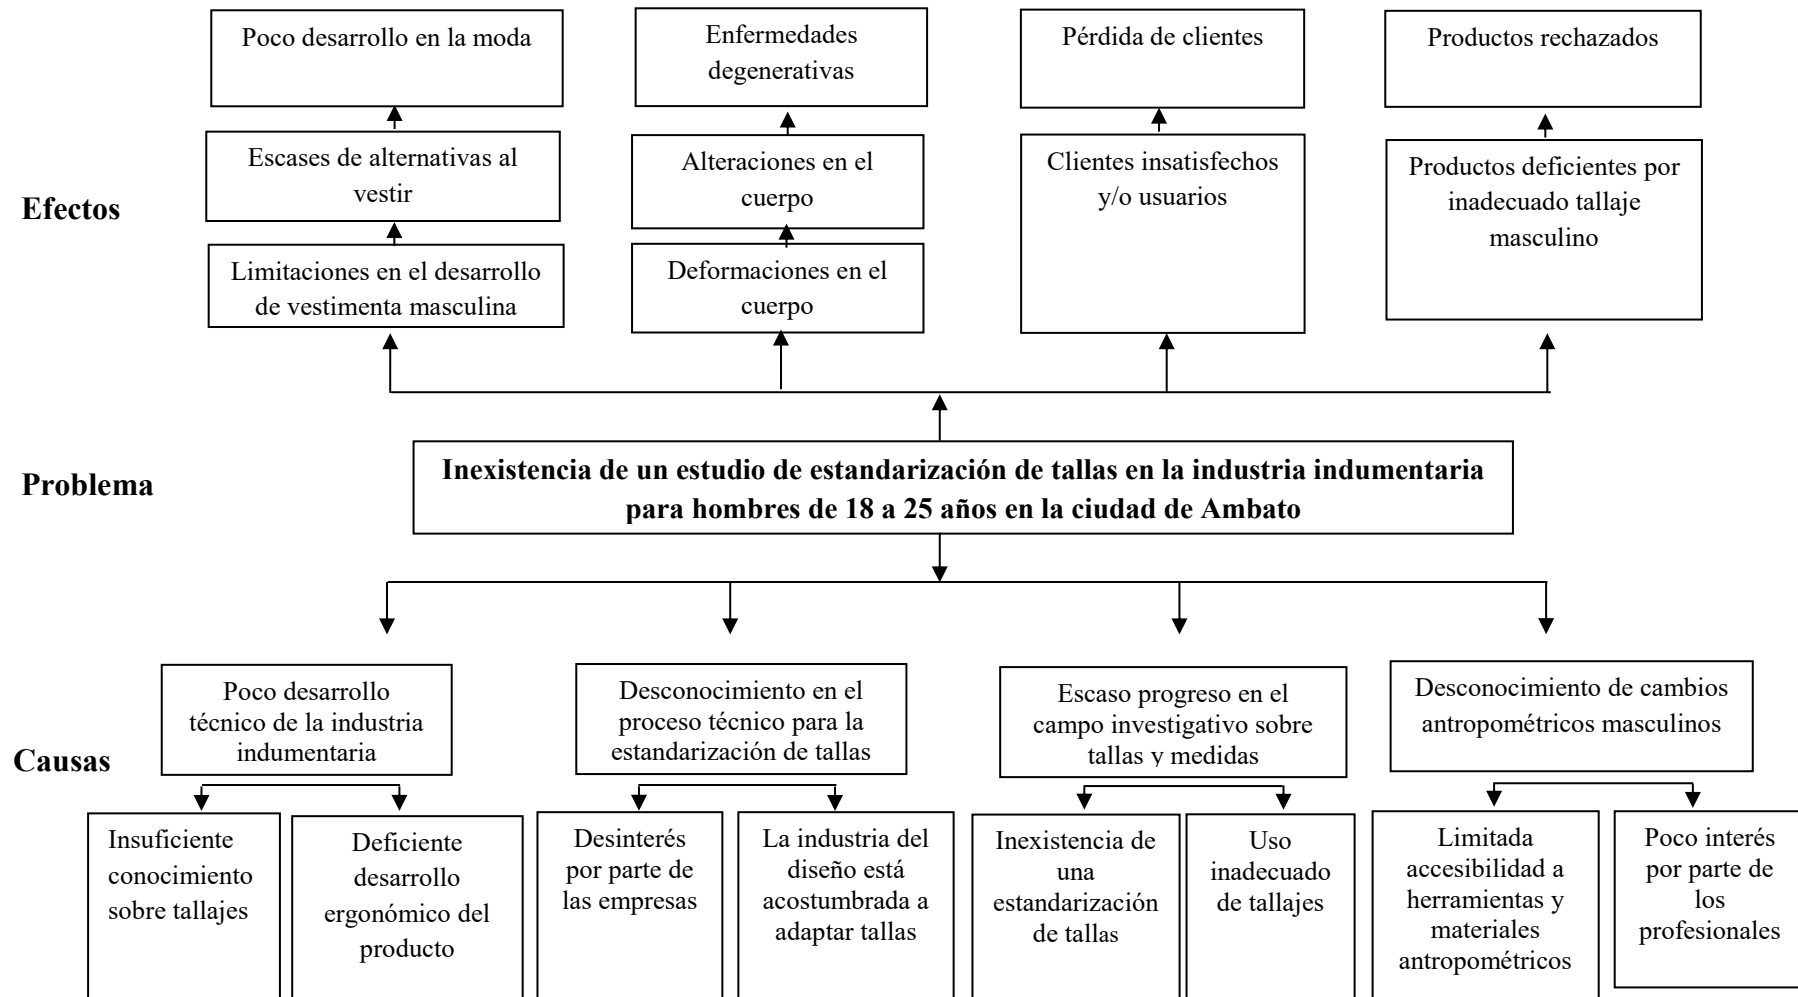 Poco desarrollo en la moda
Enfermedades
degenerativas
Pérdida de clientes
Productos rechazados
Efectos
Escases de alternativas al
vestir
Alteraciones en el
cuerpo
Clientes insatisfechos
y/o usuarios
Productos deficientes por
inadecuado tallaje
masculino
Limitaciones en el desarrollo
de vestimenta masculina
Deformaciones en el
cuerpo
Problema
Inexistencia de un estudio de estandarización de tallas en la industria indumentaria
para hombres de 18 a 25 años en la ciudad de Ambato
Causas
Poco desarrollo
técnico de la industria
indumentaria
Desconocimiento en el
proceso técnico para la
estandarización de tallas
Escaso progreso en el
campo investigativo sobre
tallas y medidas
Desconocimiento de cambios
antropométricos masculinos
Insuficiente
conocimiento
sobre tallajes
Deficiente
desarrollo
ergonómico del
producto
Desinterés
por parte de
las empresas
La industria del
diseño está
acostumbrada a
adaptar tallas
Inexistencia de
una
estandarización
de tallas
Uso
inadecuado
de tallajes
Limitada
accesibilidad a
herramientas y
materiales
antropométricos
Poco interés
por parte de
los
profesionales